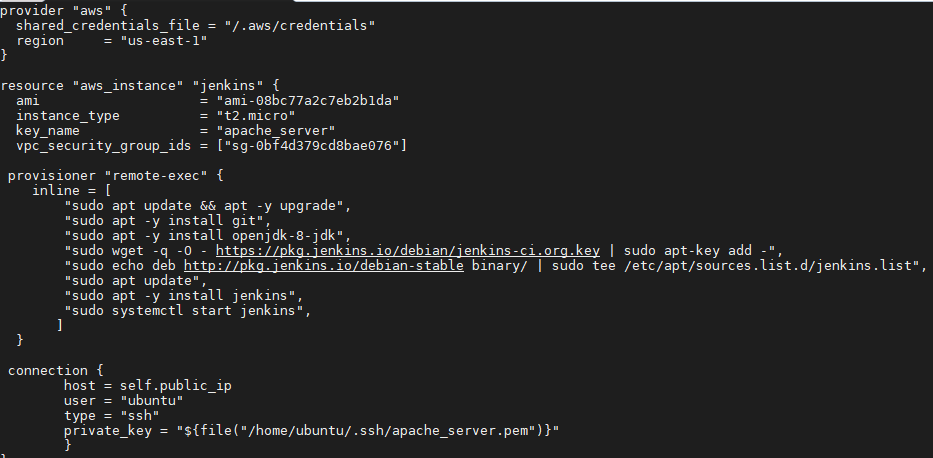 provider "aws" {
  shared_credentials_file = "/.aws/credentials"
  region     = "us-east-1"
}
resource "aws_instance" "jenkins" {
  ami                    = "ami-08bc77a2c7eb2b1da"
  instance_type          = "t2.micro"
  key_name               = "apache_server"
  vpc_security_group_ids = ["sg-0bf4d379cd8bae076"]
 provisioner "remote-exec" {
    inline = [
        "sudo apt update && apt -y upgrade",
        "sudo apt -y install git",
        "sudo apt -y install openjdk-8-jdk",
        "sudo wget -q -O - https://pkg.jenkins.io/debian/jenkins-ci.org.key | sudo apt-key add -",
        "sudo echo deb http://pkg.jenkins.io/debian-stable binary/ | sudo tee /etc/apt/sources.list.d/jenkins.list",
        "sudo apt update",
        "sudo apt -y install jenkins",
        "sudo systemctl start jenkins",
       ]
  }
 connection {
        host = self.public_ip
        user = "ubuntu"
        type = "ssh"
        private_key = "${file("/home/ubuntu/.ssh/apache_server.pem")}"
        }
}